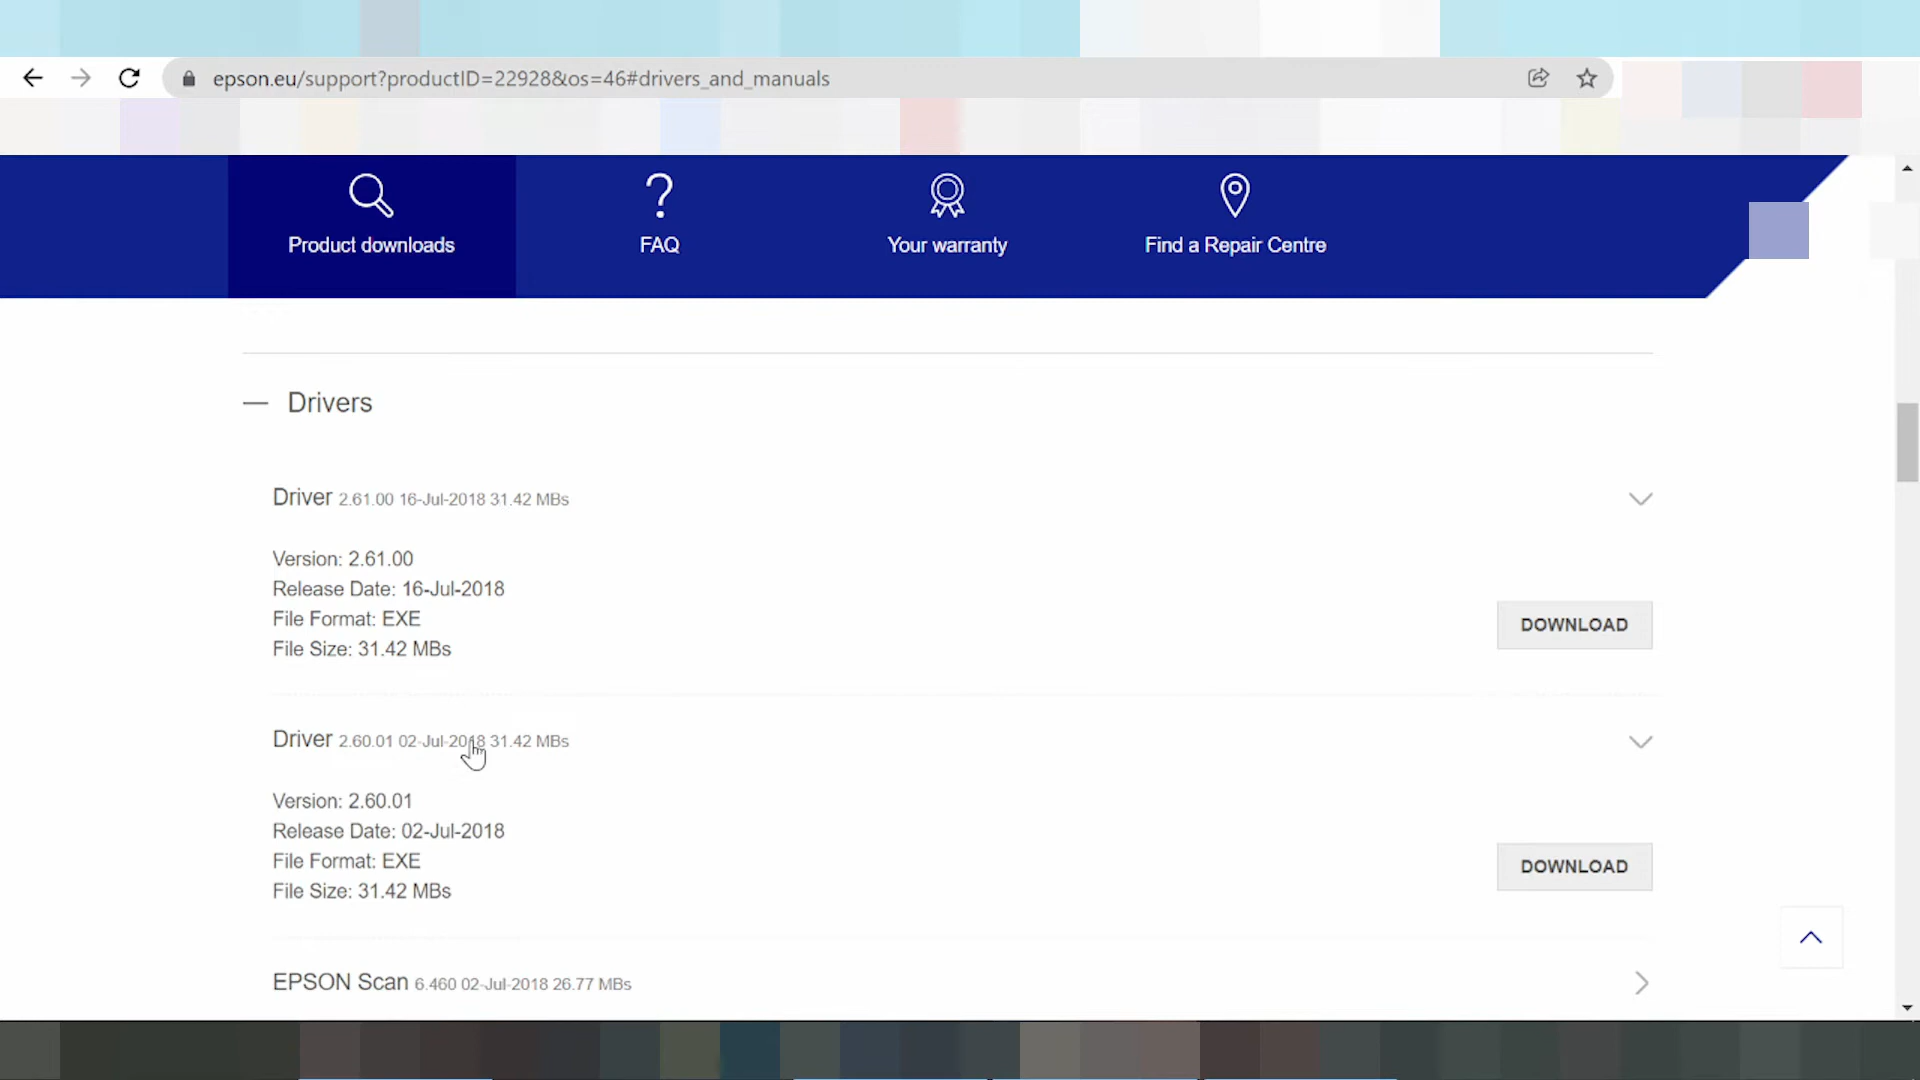 epson.eu/support?productID=22928&os=46#drivers_and_manuals
Product downloads
FAQ
Your warranty
Find a Repair Centre
Drivers
Driver 2.61.00 16-Jul-2018 31.42 MBs
Version: 2.61.00
Release Date: 16-Jul-2018
File Format: EXE
File Size: 31.42 MBs
DOWNLOAD
Driver 2.60.01 02-Jul-2018 31.42 MBs
Version: 2.60.01
Release Date: 02-Jul-2018
File Format: EXE
File Size: 31.42 MBs
DOWNLOAD
EPSON Scan 6.460 02-Jul-2018 26.77 MBs